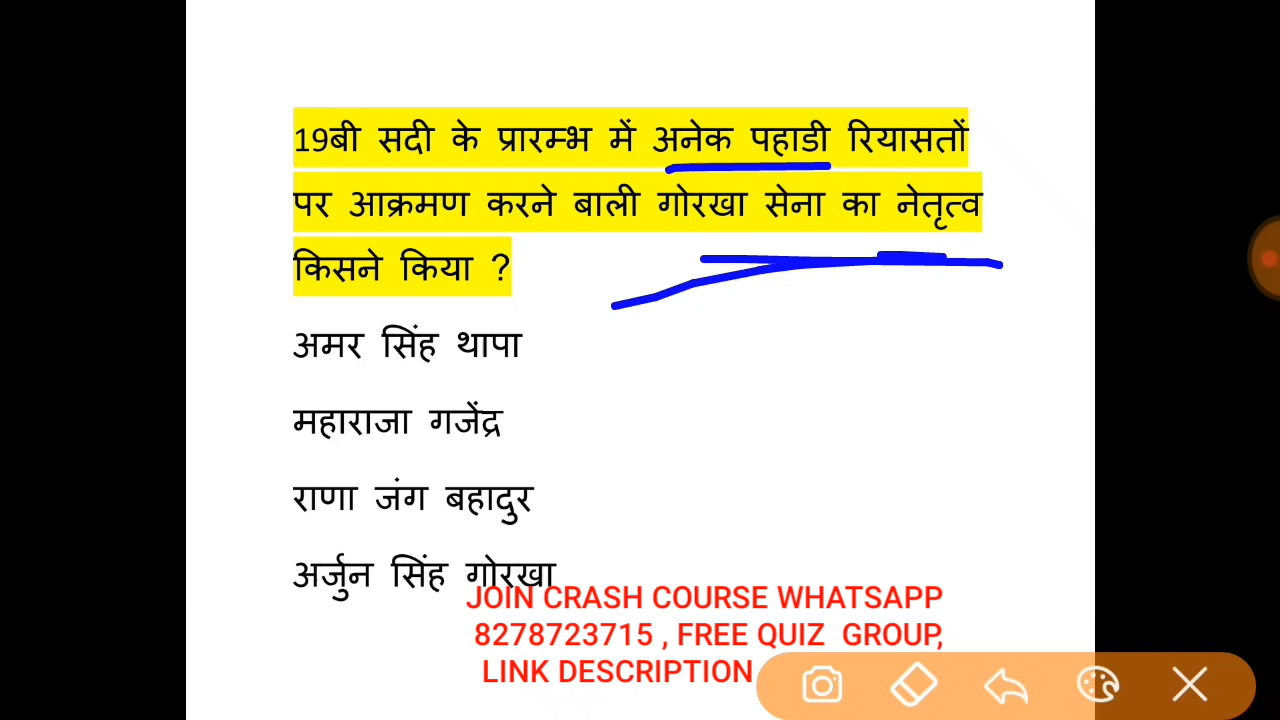 19बी सदी के प्रारम्भ में अनेक पहाडी रियासतों
पर आक्रमण करने बाली गोरखा सेना का नेतृत्व
किसने किया ?
अमर सिंह थापा
महाराजा गजेंद्र
राणा जंग बहादुर
अर्जुन सिंह गोरखा
JOIN CRASH COURSE WHATSAPP
8278723715 , FREE QUIZ GROUP,
LINK DESCRIPTION